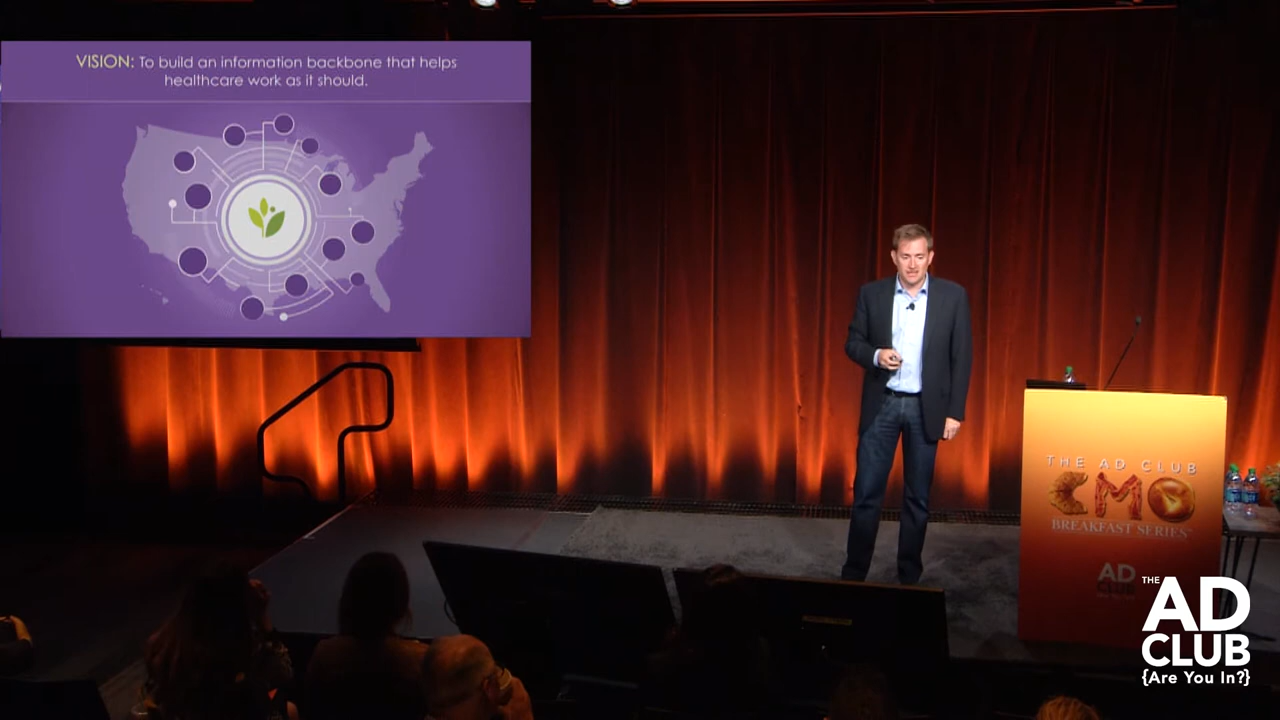 VISION: To build an information backbone that helps
healthcare work as it should.
THE AD CLUB
CMO
BREAKFAST SERIES
AD
CLUB
THE
AD
CLUB
{Are You In?}